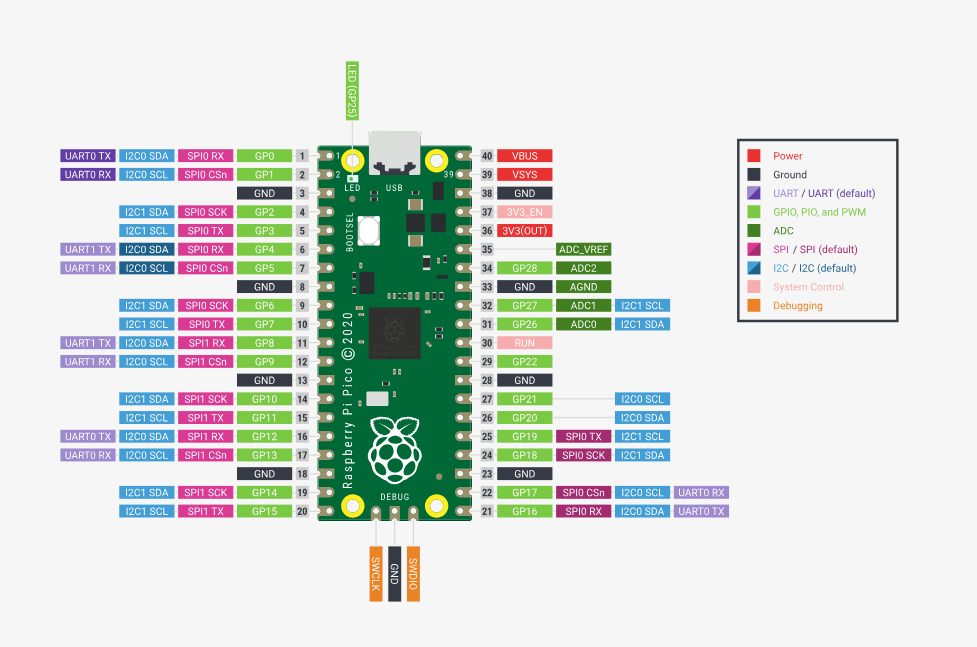 LED (GP25)
UART0 TX I2C0 SDA SPI0 RX GP0 1 1 40 VBUS
UART0 RX I2C0 SCL SPI0 CSn GP1 2 2 39 39 VSYS
GND 3 LED USB 38 GND
I2C1 SDA SPI0 SCK GP2 4 37 3V3_EN
I2C1 SCL SPI0 TX GP3 5 BOOTSEL 36 3V3(OUT)
UART1 TX I2C0 SDA SPI0 RX GP4 6 35 ADC_VREF
UART1 RX I2C0 SCL SPI0 CSn GP5 7 34 GP28 ADC2
GND 8 33 GND AGND
I2C1 SDA SPI0 SCK GP6 9 32 GP27 ADC1 I2C1 SCL
I2C1 SCL SPI0 TX GP7 10 31 GP26 ADC0 I2C1 SDA
UART1 TX I2C0 SDA SPI1 RX GP8 11 30 RUN
UART1 RX I2C0 SCL SPI1 CSn GP9 12 29 GP22
GND 13 28 GND
I2C1 SDA SPI1 SCK GP10 14 27 GP21 I2C0 SCL
I2C1 SCL SPI1 TX GP11 15 26 GP20 I2C0 SDA
UART0 TX I2C0 SDA SPI1 RX GP12 16 25 GP19 SPI0 TX I2C1 SCL
UART0 RX I2C0 SCL SPI1 CSn GP13 17 24 GP18 SPI0 SCK I2C1 SDA
GND 18 23 GND
I2C1 SDA SPI1 SCK GP14 19 22 GP17 SPI0 CSn I2C0 SCL UART0 RX
I2C1 SCL SPI1 TX GP15 20 21 GP16 SPI0 RX I2C0 SDA UART0 TX
Raspberry Pi Pico © 2020
DEBUG
SWCLK
GND
SWDIO
Power
Ground
UART / UART (default)
GPIO, PIO, and PWM
ADC
SPI / SPI (default)
I2C / I2C (default)
System Control
Debugging